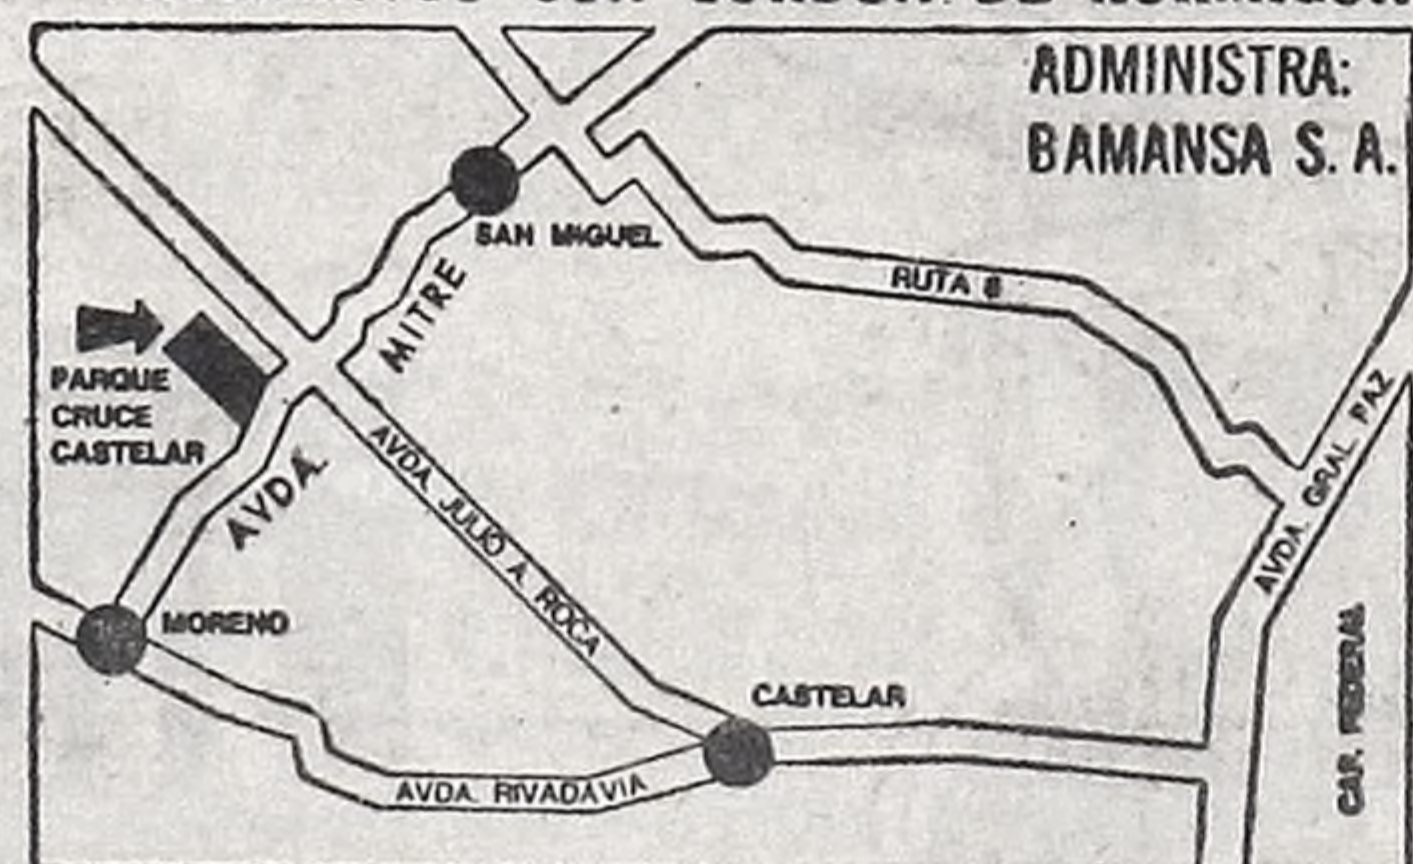 ADMINISTRA:
BAMANSA S. A.
SAN MIGUEL
MITRE
RUTA 8
PARQUE
CRUCE
CASTELAR
AVDA.
AVDA. JULIO A. ROCA
AVDA. GRAL PAZ
MORENO
CASTELAR
AVDA. RIVADAVIA
CAP. FEDERAL